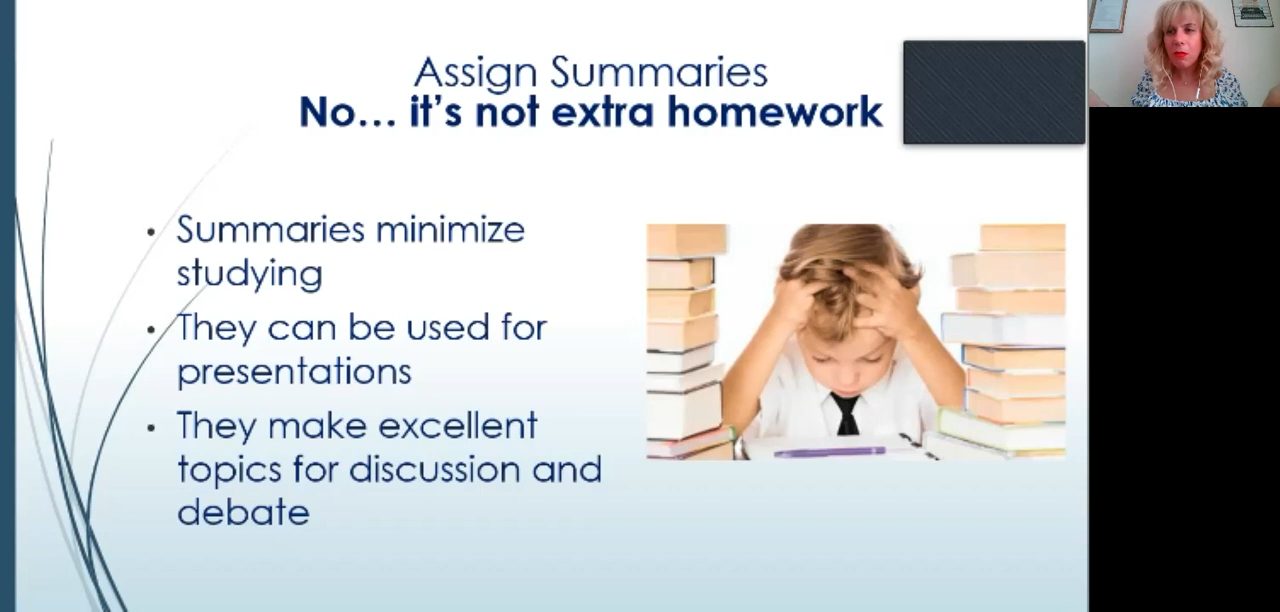 Assign Summaries
No... it's not extra homework
• Summaries minimize
studying
• They can be used for
presentations
• They make excellent
topics for discussion and
debate